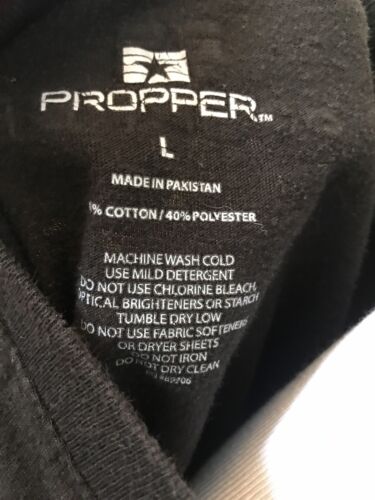 PROPPER™
L
MADE IN PAKISTAN
% COTTON / 40% POLYESTER
MACHINE WASH COLD
USE MILD DETERGENT
DO NOT USE CHLORINE BLEACH,
OPTICAL BRIGHTENERS OR STARCH
TUMBLE DRY LOW
DO NOT USE FABRIC SOFTENERS
OR DRYER SHEETS
DO NOT IRON
DO NOT DRY CLEAN